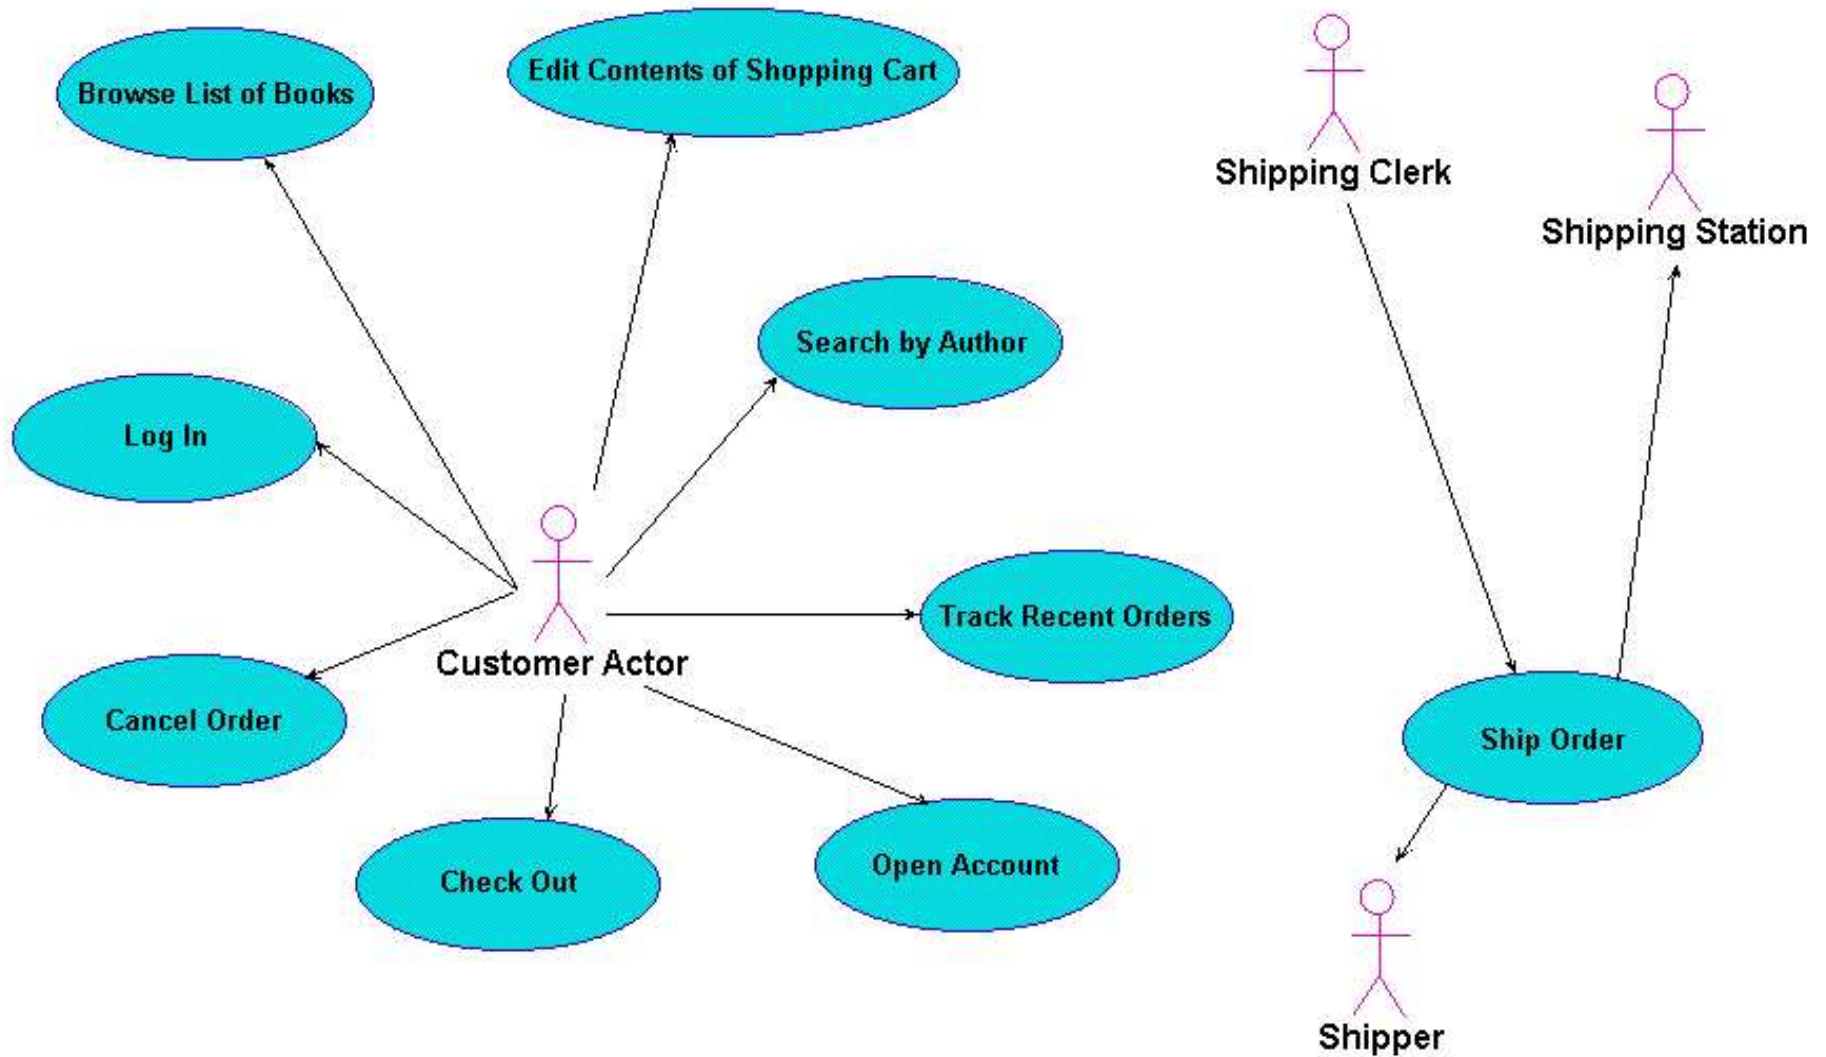 Edit Contents of Shopping Cart
Browse List of Books
Shipping Clerk
Shipping Station
Search by Author
Log In
Track Recent Orders
Customer Actor
Cancel Order
Ship Order
Open Account
Check Out
Shipper